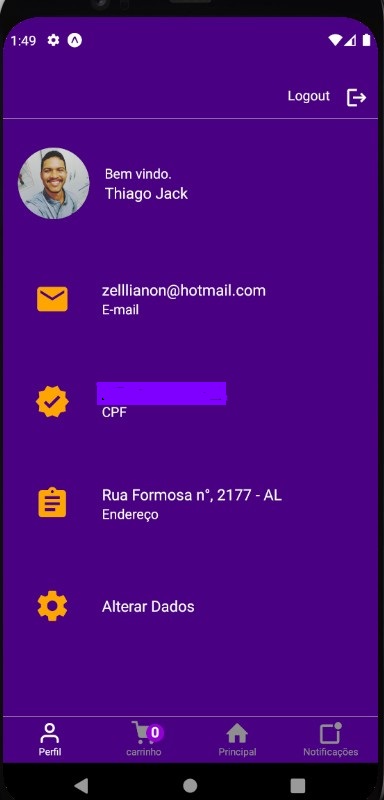 1:49
Logout
Bem vindo.
Thiago Jack
zelllianon@hotmail.com
E-mail
CPF
Rua Formosa n°, 2177 - AL
Endereço
Alterar Dados
0
Perfil
carrinho
Principal
Notificações